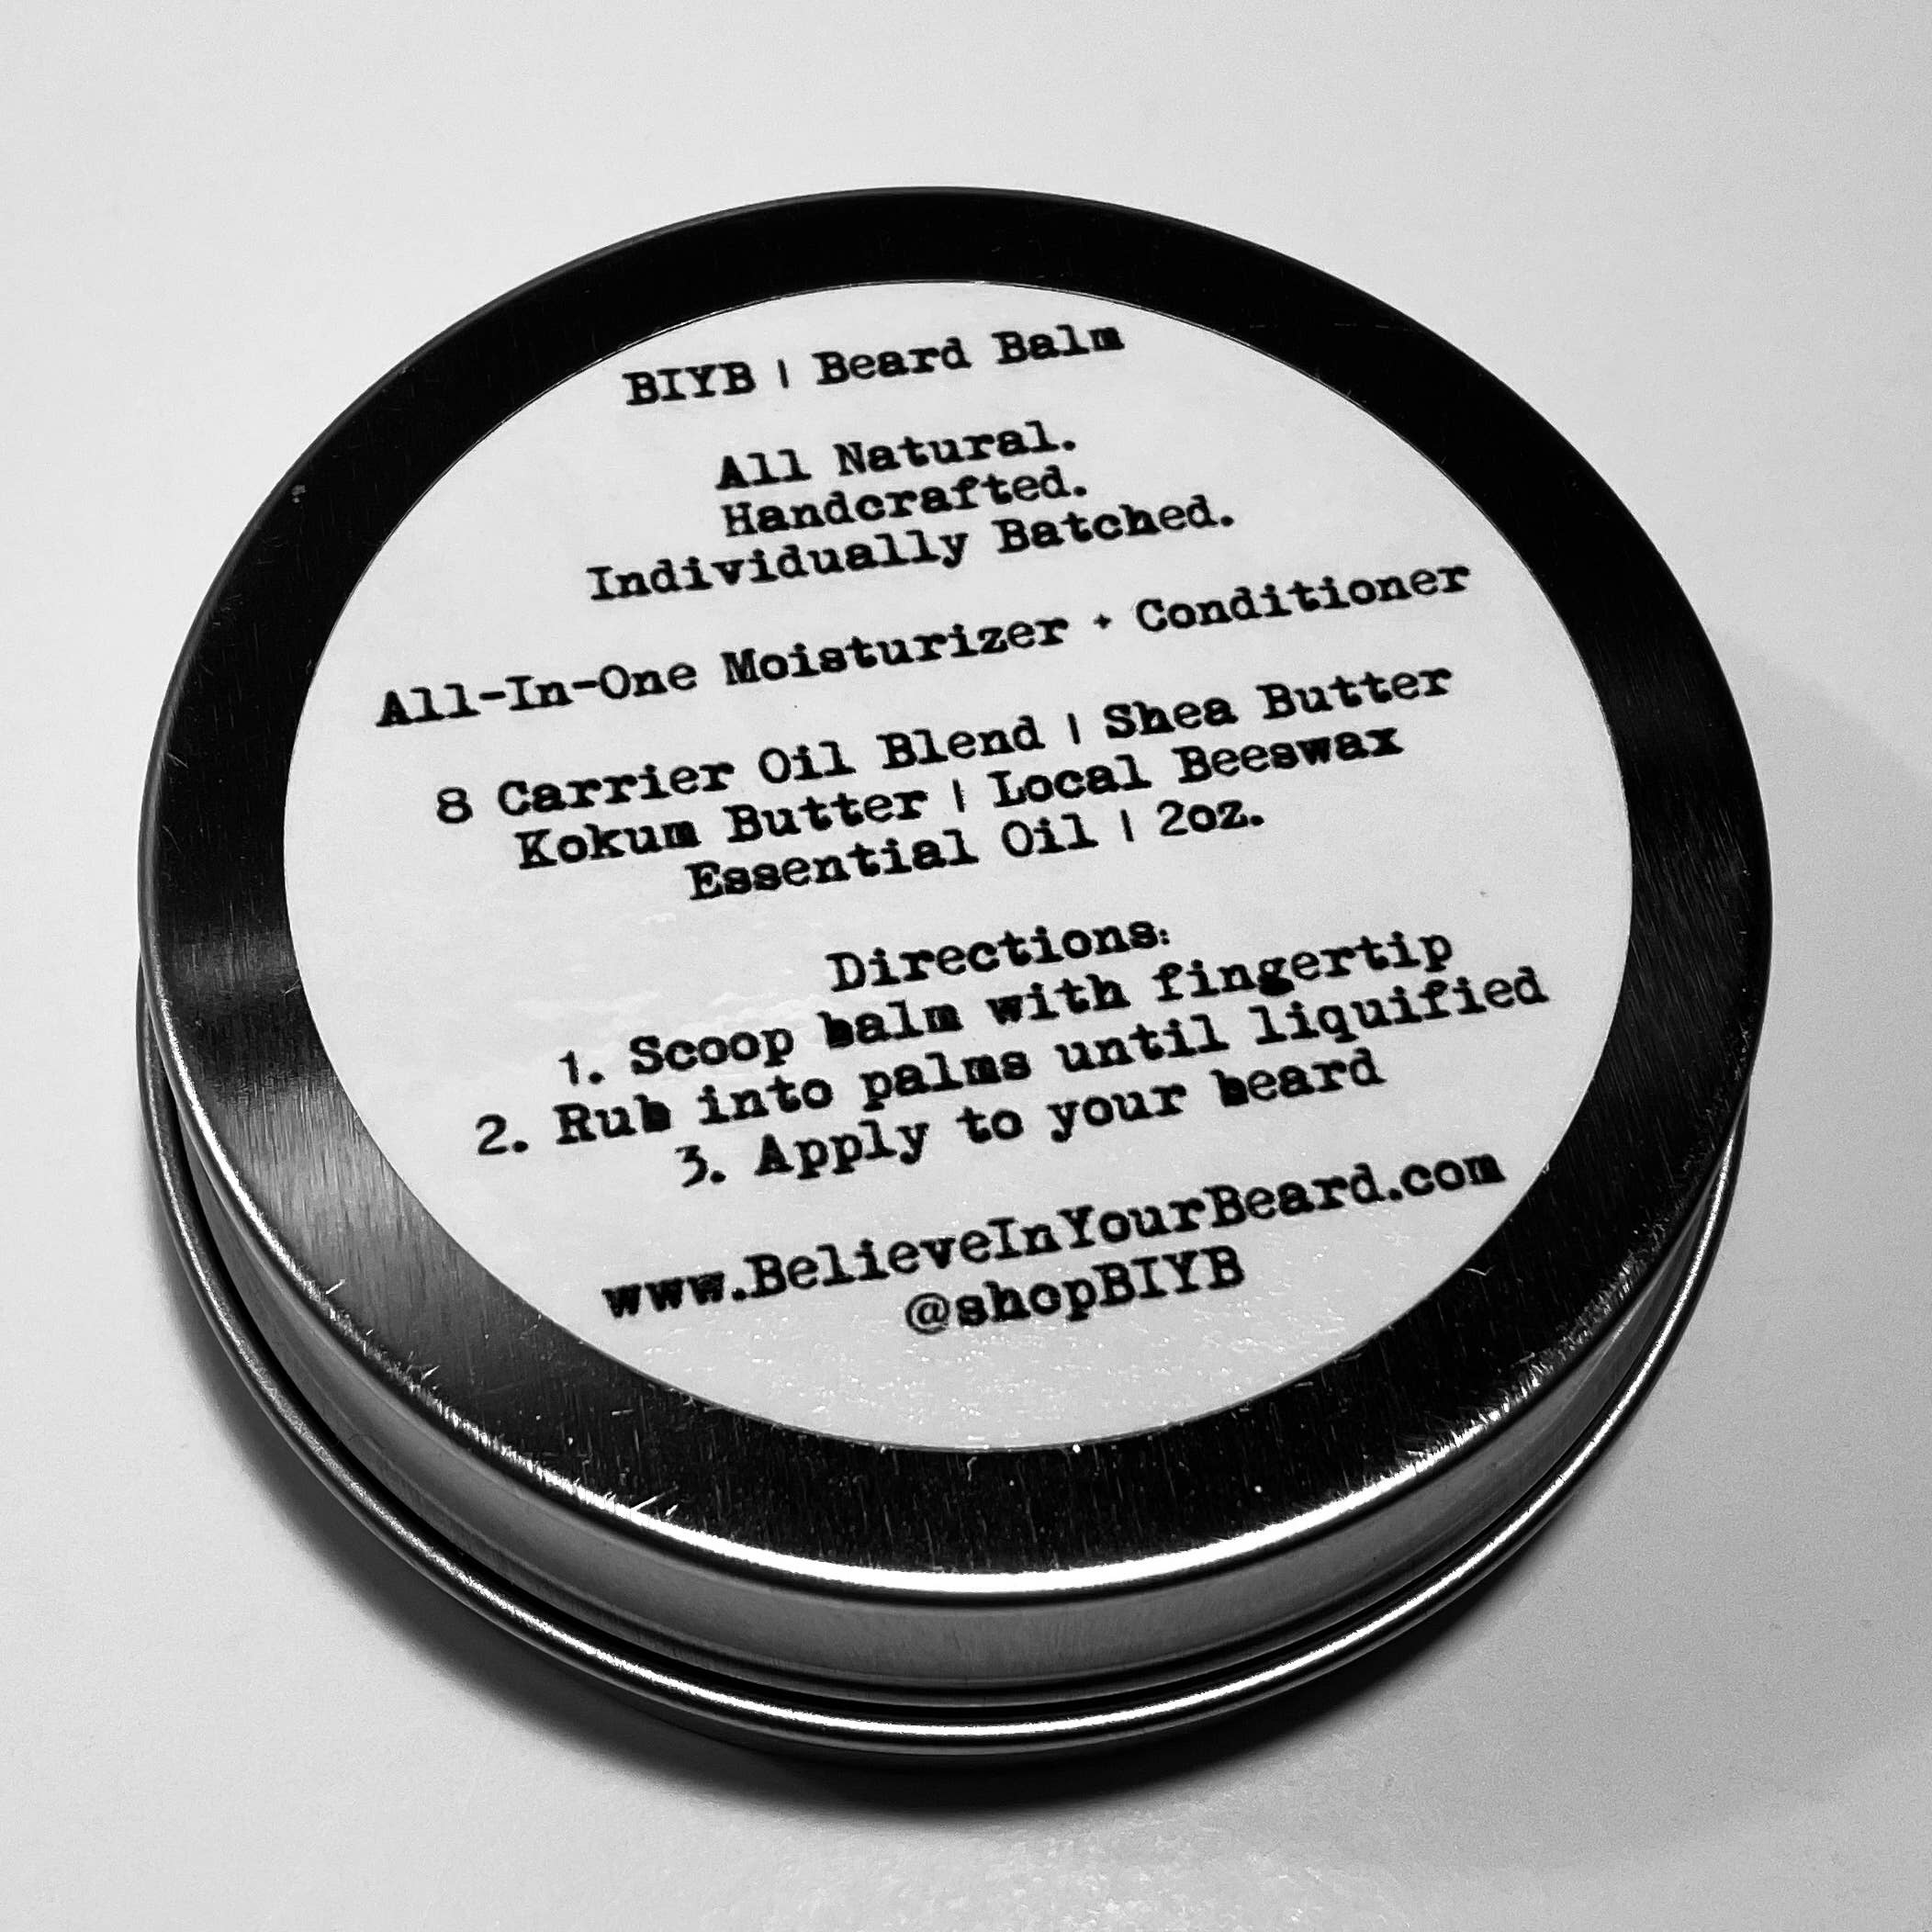 BIYB | Beard Balm
All Natural.
Handcrafted.
Individually Batched.
All-In-One Moisturizer + Conditioner
8 Carrier Oil Blend | Shea Butter
Kokum Butter | Local Beeswax
Essential Oil | 2oz.
Directions:
1. Scoop balm with fingertip
2. Rub into palms until liquified
3. Apply to your beard
www.BelieveInYourBeard.com
@shopBIYB